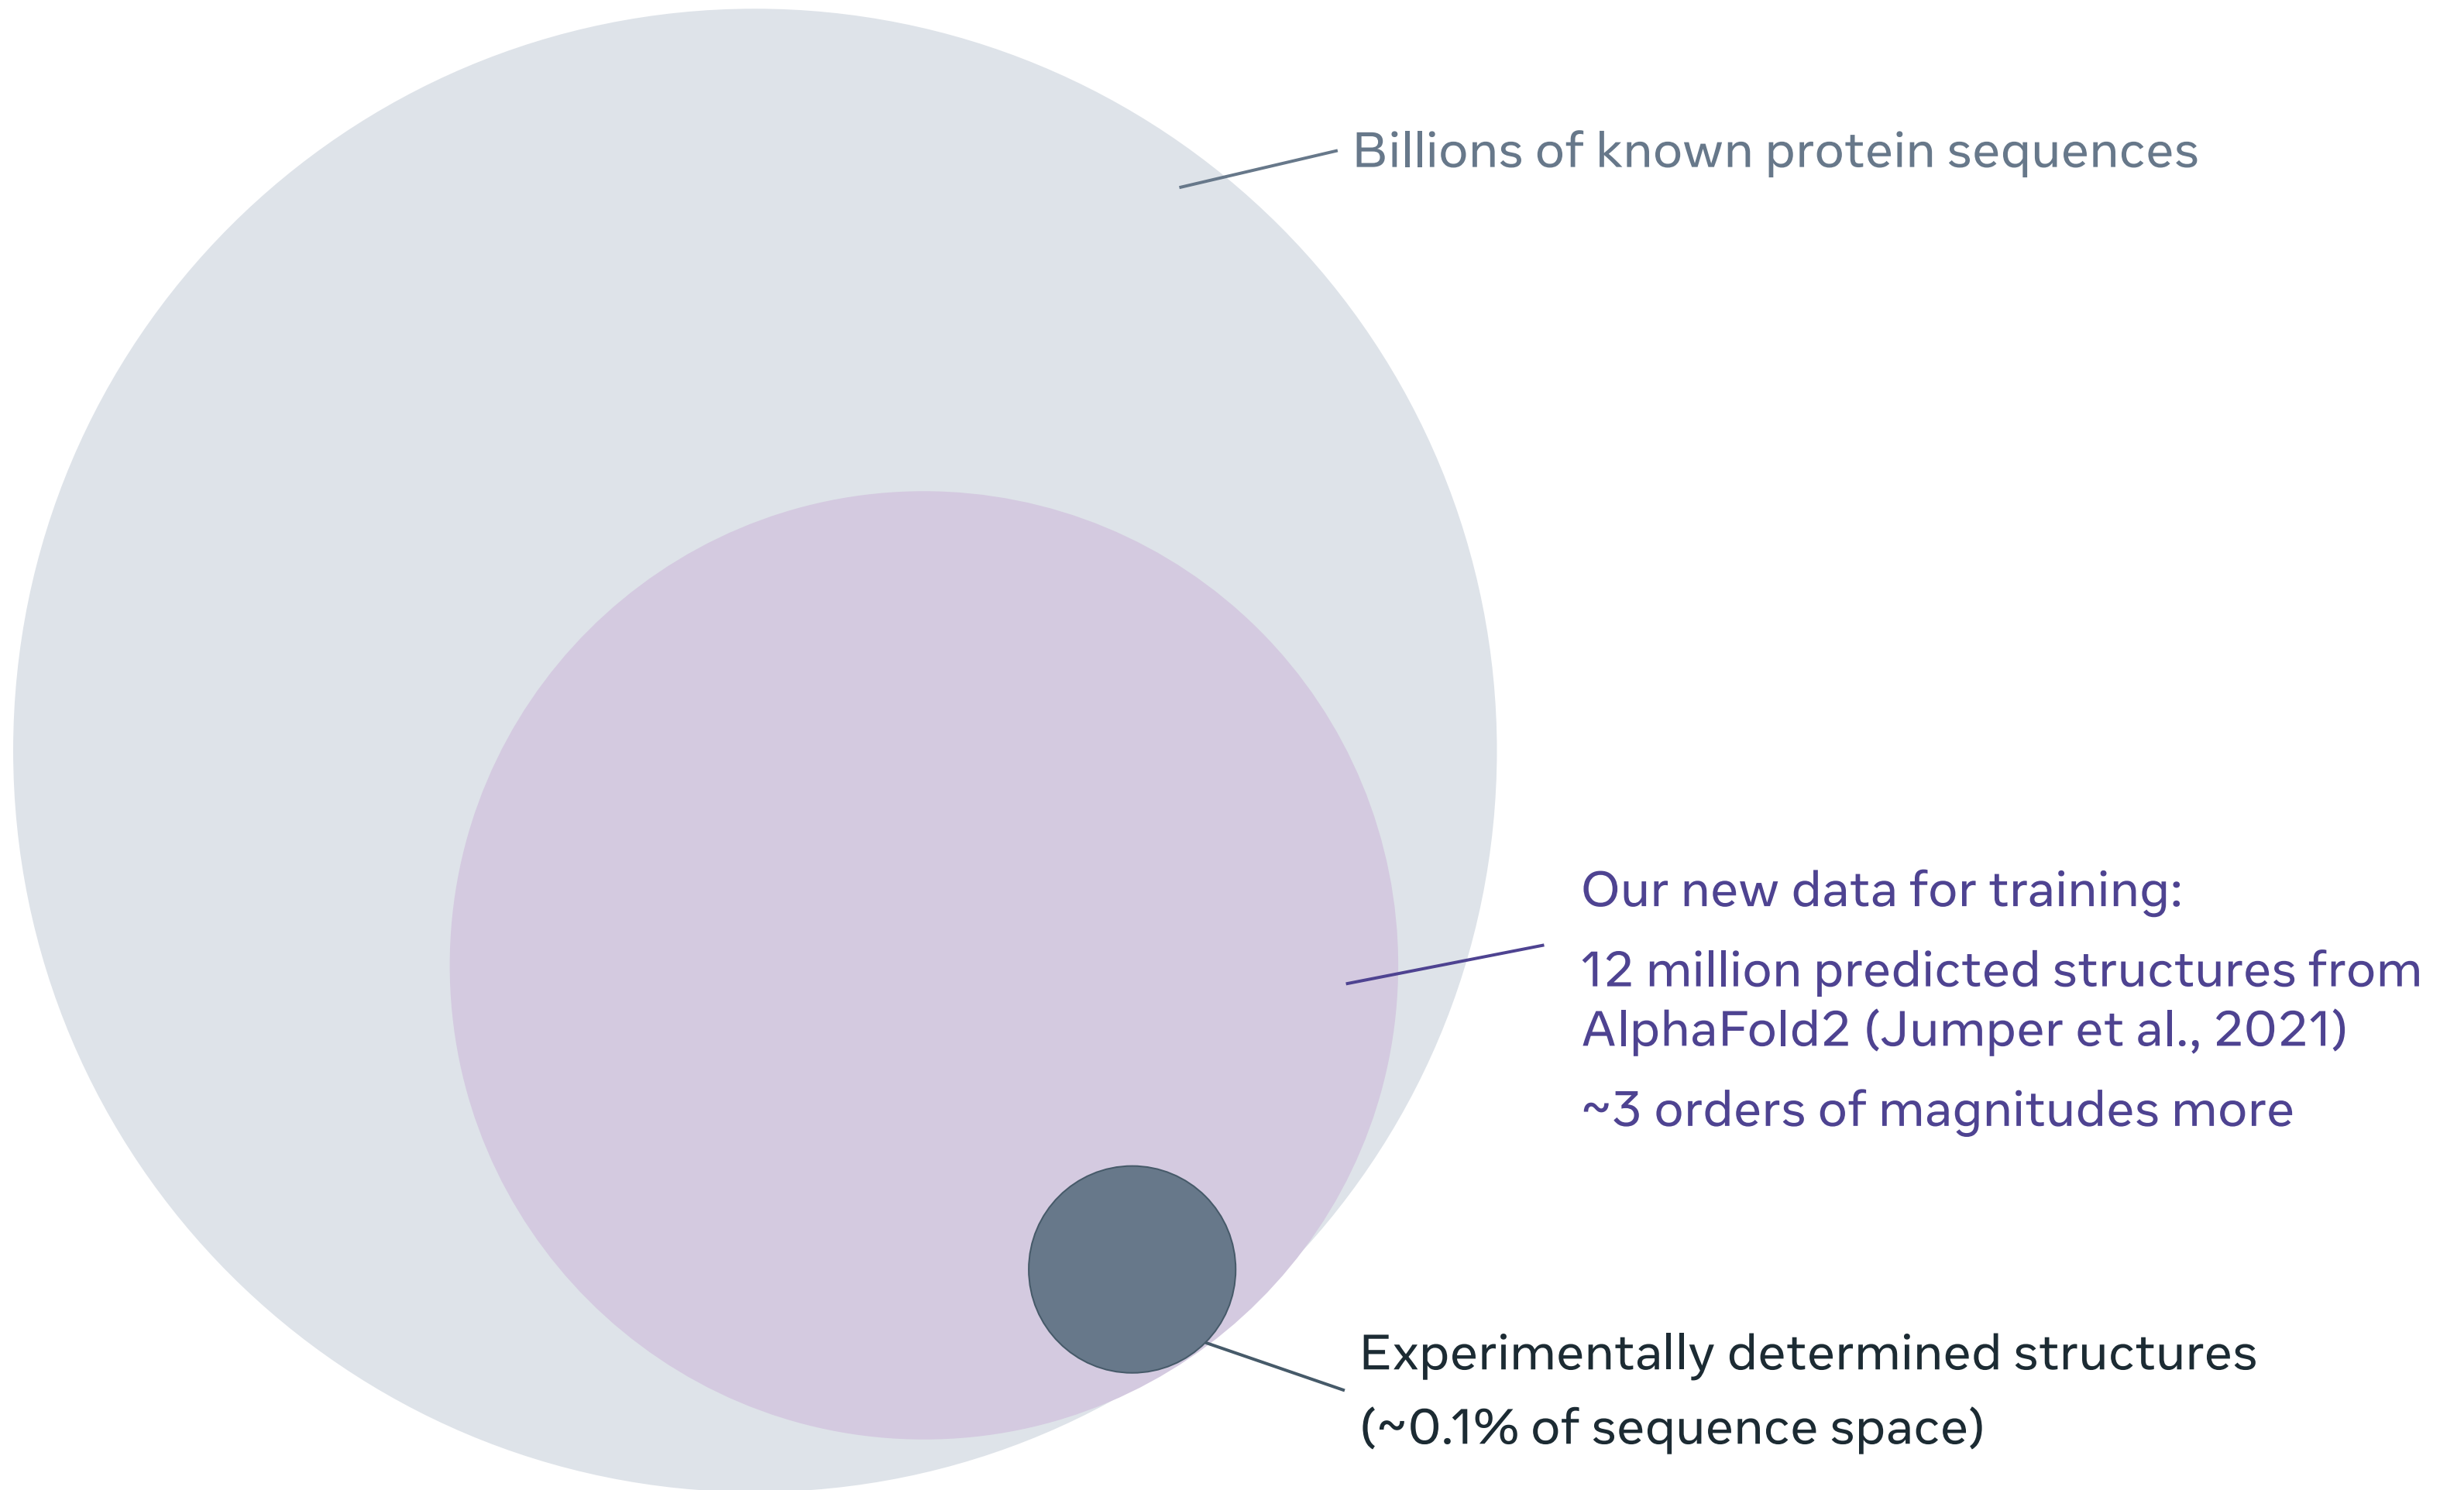 Billions of known protein sequences
Our new data for training:
12 million predicted structures from
AlphaFold2 (Jumper et al., 2021)
~3 orders of magnitudes more
Experimentally determined structures
(~0.1% of sequence space)